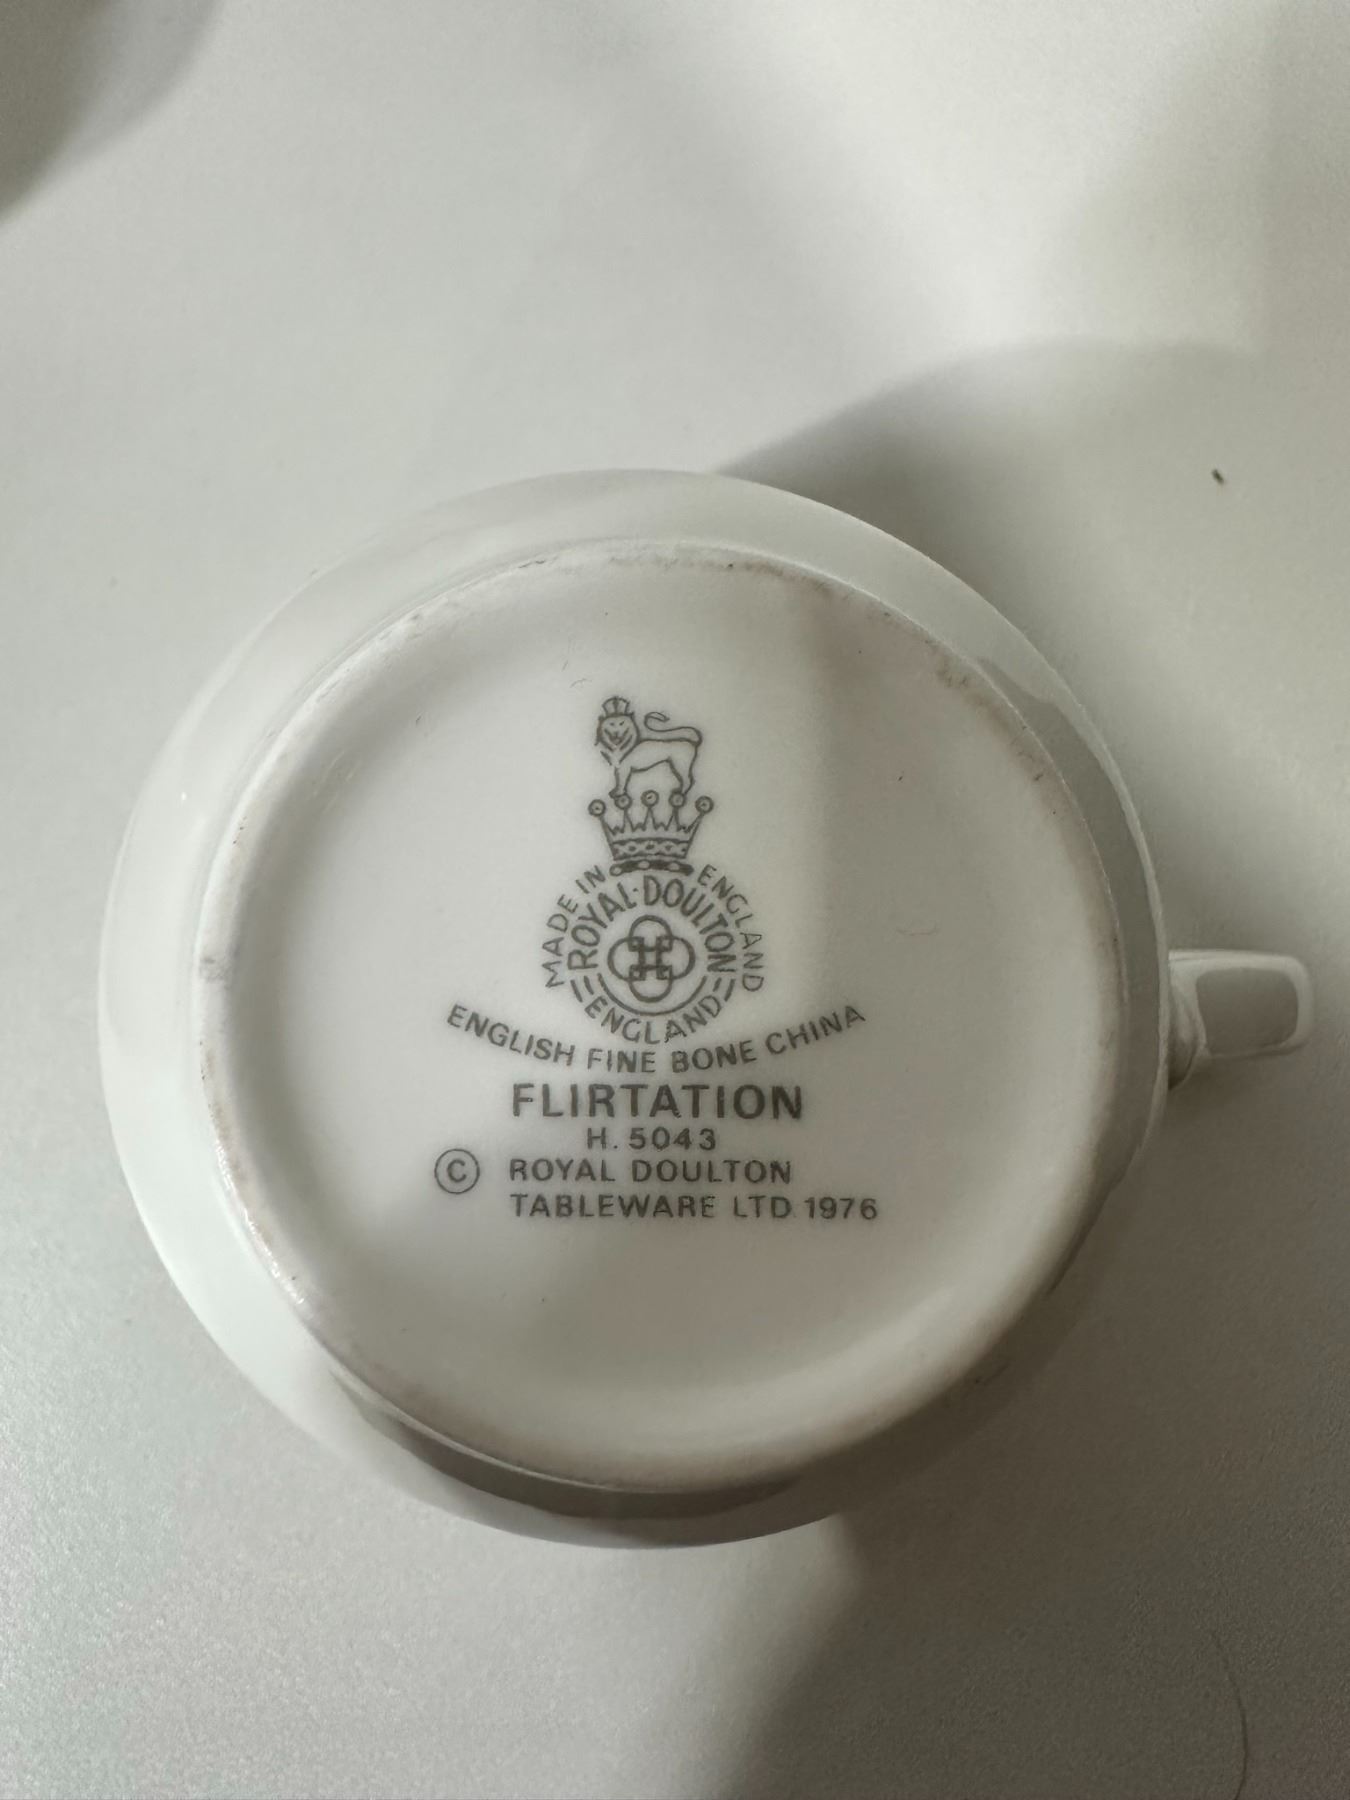 MADE IN ENGLAND
ROYAL·DOULTON
ENGLAND
ENGLISH FINE BONE CHINA
FLIRTATION
H. 5043
© ROYAL DOULTON
TABLEWARE LTD. 1976